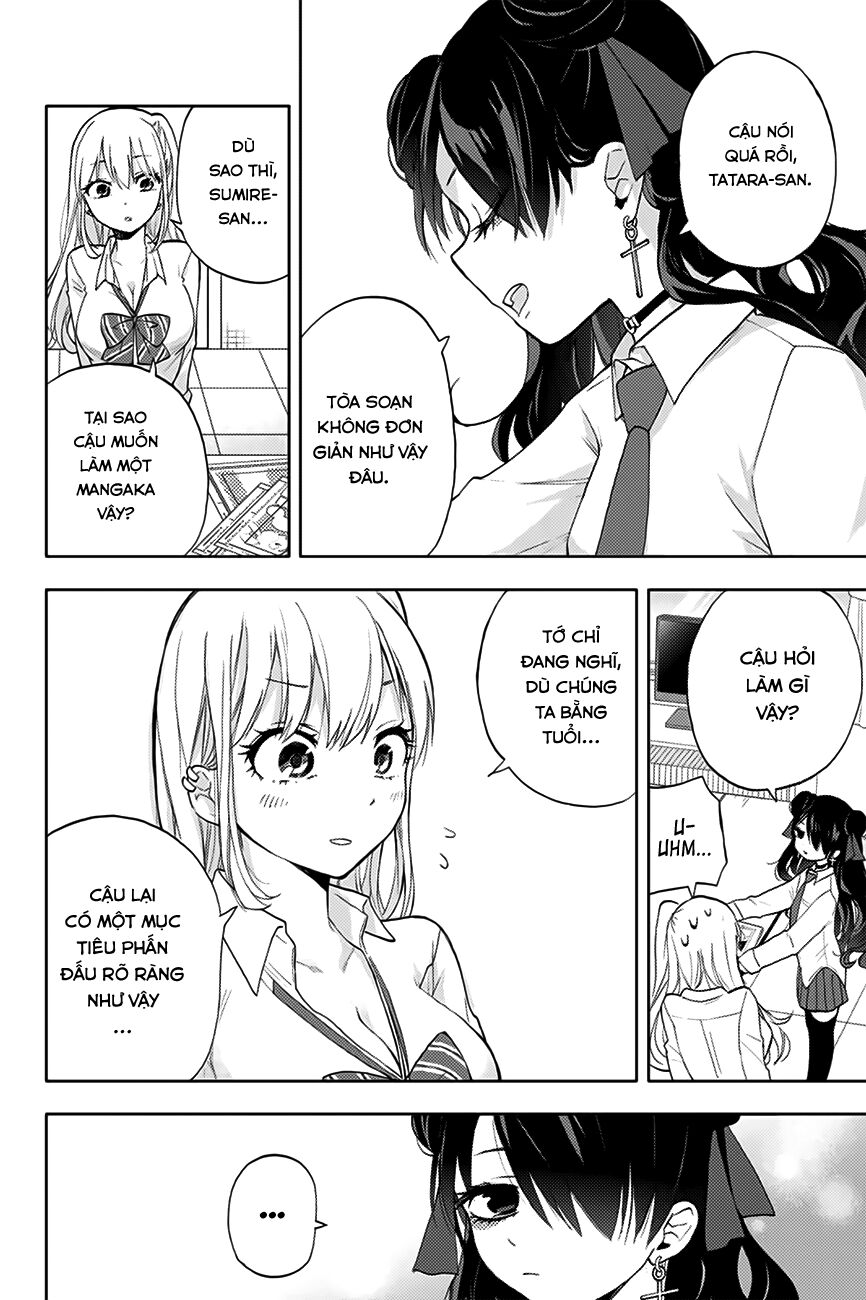 CẬU NÓI
QUÁ RỒI,
TATARA-SAN.
TÒA SOẠN
KHÔNG ĐƠN
GIẢN NHƯ VẬY
ĐÂU.
DÙ
SAO THÌ,
SUMIRE-
SAN...
TẠI SAO
CẬU MUỐN
LÀM MỘT
MANGAKA
VẬY?
CẬU HỎI
LÀM GÌ
VẬY?
U-
UHM...
TỚ CHỈ
ĐANG NGHĨ,
DÙ CHÚNG
TA BẰNG
TUỔI...
CẬU LẠI
CÓ MỘT MỤC
TIÊU PHẤN
ĐẤU RÕ RÀNG
NHƯ VẬY
...
...